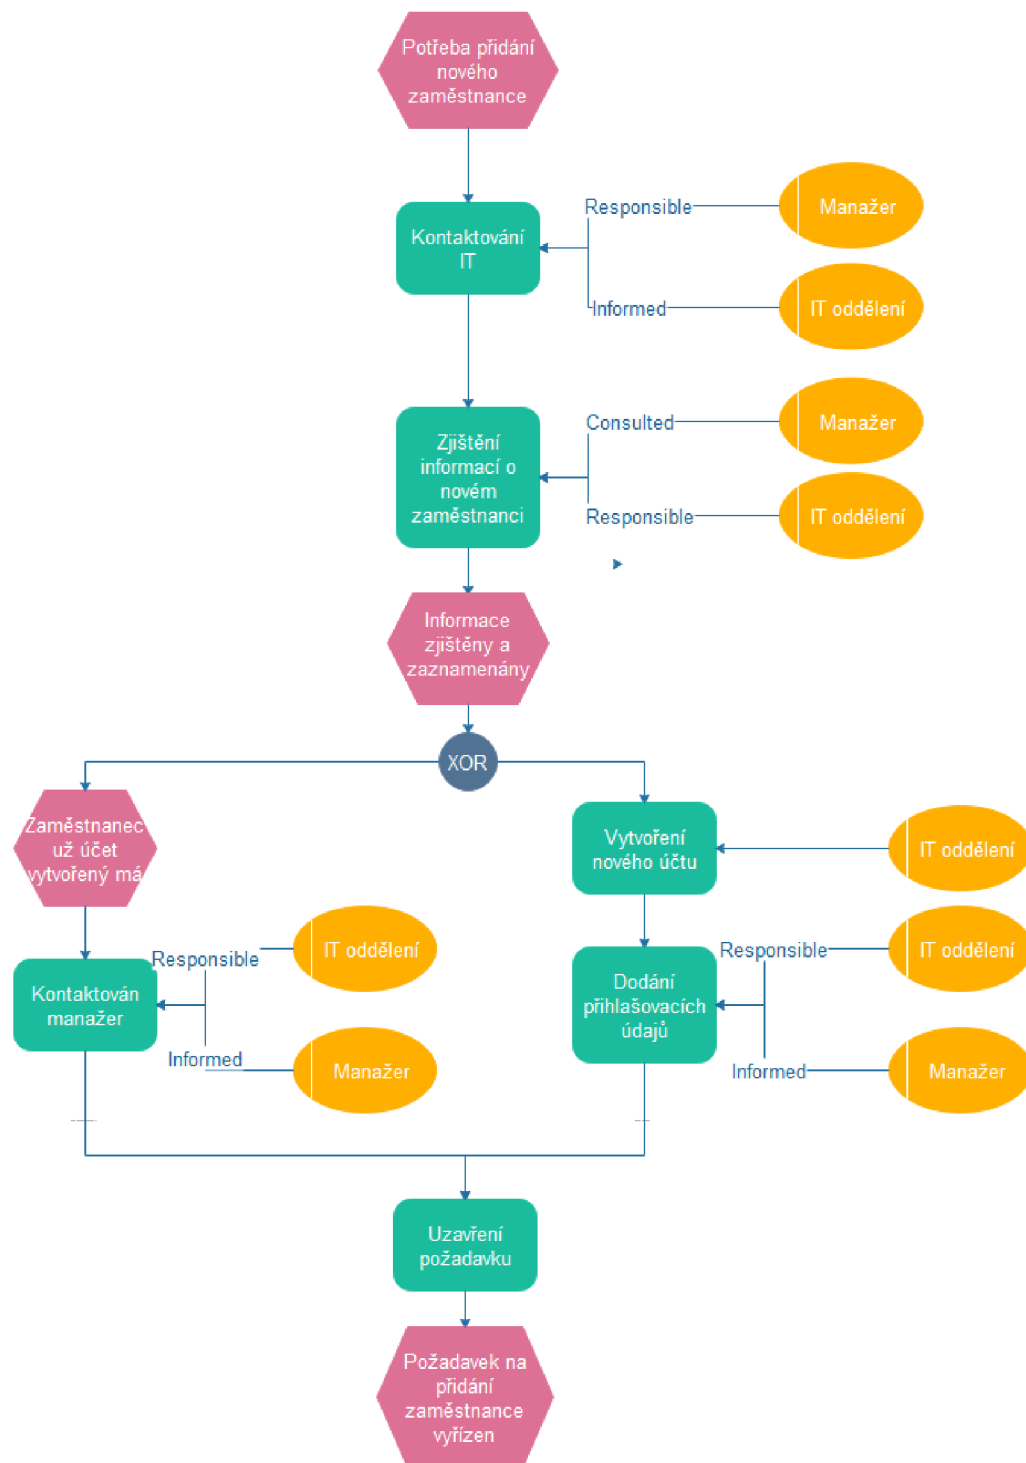 Potřeba přidání
nového
zaměstnance
Responsible
Manažer
Kontaktování
IT
Informed
IT oddělení
Consulted
Manažer
Zjištění
informací o
novém
zaměstnanci
Responsible
IT oddělení
Informace
zjištěny a
zaznamenány
XOR
Zaměstnanec
už účet
vytvořený má
Vytvoření
nového účtu
IT oddělení
Responsible
IT oddělení
Kontaktován
manažer
Informed
Manažer
Responsible
IT oddělení
Dodání
přihlašovacích
údajů
Informed
Manažer
Uzavření
požadavku
Požadavek na
přidání
zaměstnance
vyřízen